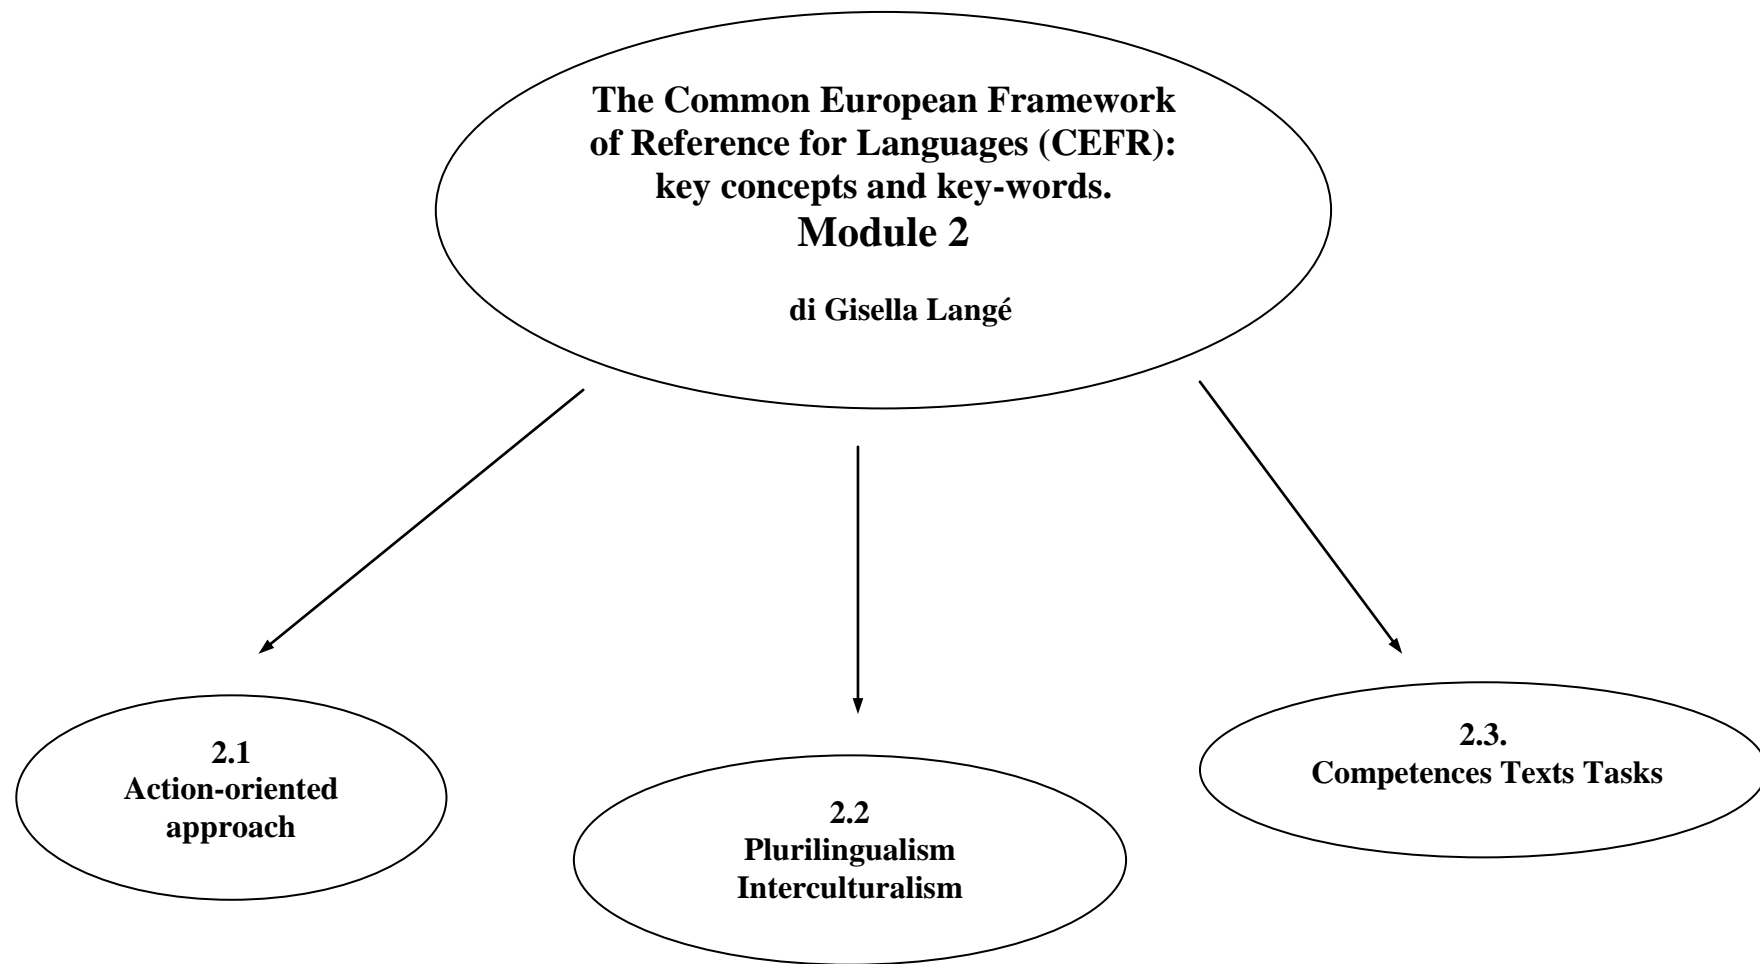 The Common European Framework
of Reference for Languages (CEFR):
key concepts and key-words.
Module 2
di Gisella Langé
2.1
Action-oriented
approach
2.2
Plurilingualism
Interculturalism
2.3.
Competences Texts Tasks